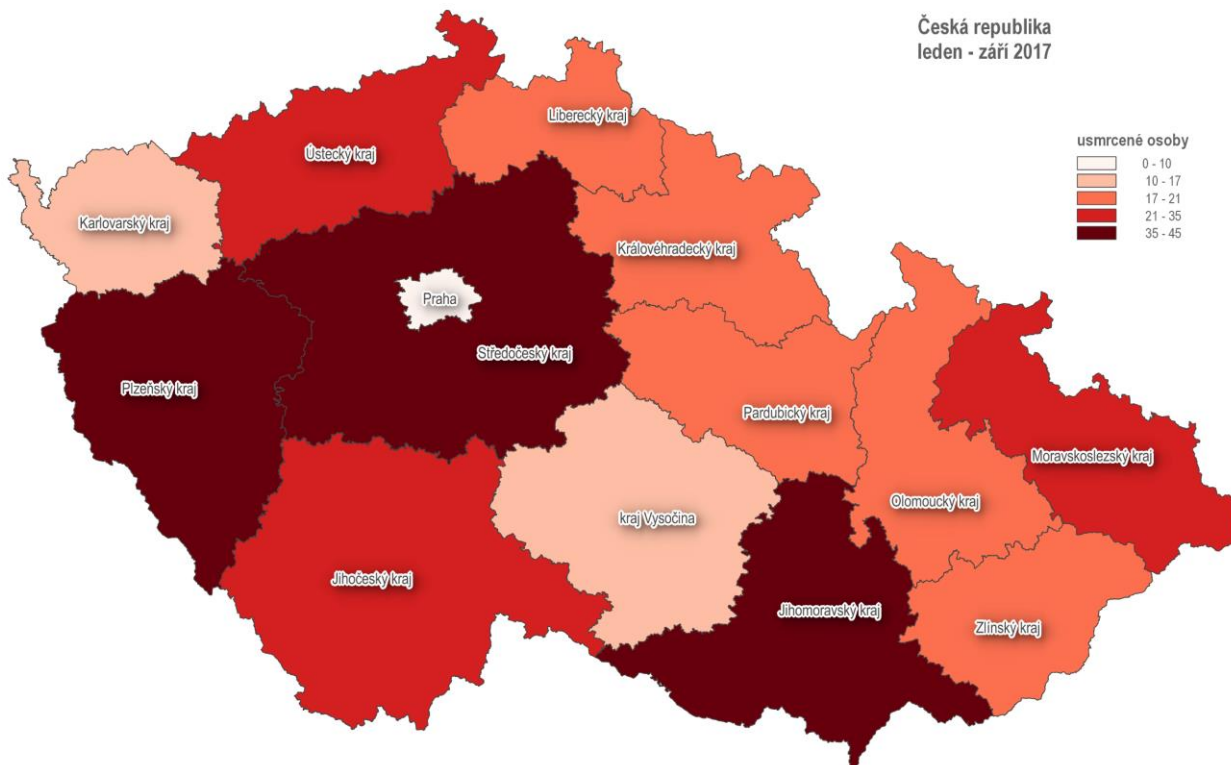 Česká republika
leden - září 2017
usmrcené osoby
0 - 10
10 - 17
17 - 21
21 - 35
35 - 45
Liberecký kraj
Ústecký kraj
Karlovarský kraj
Královéhradecký kraj
Praha
Středočeský kraj
Plzeňský kraj
Pardubický kraj
Moravskoslezský kraj
Olomoucký kraj
kraj Vysočina
Jihočeský kraj
Jihomoravský kraj
Zlínský kraj